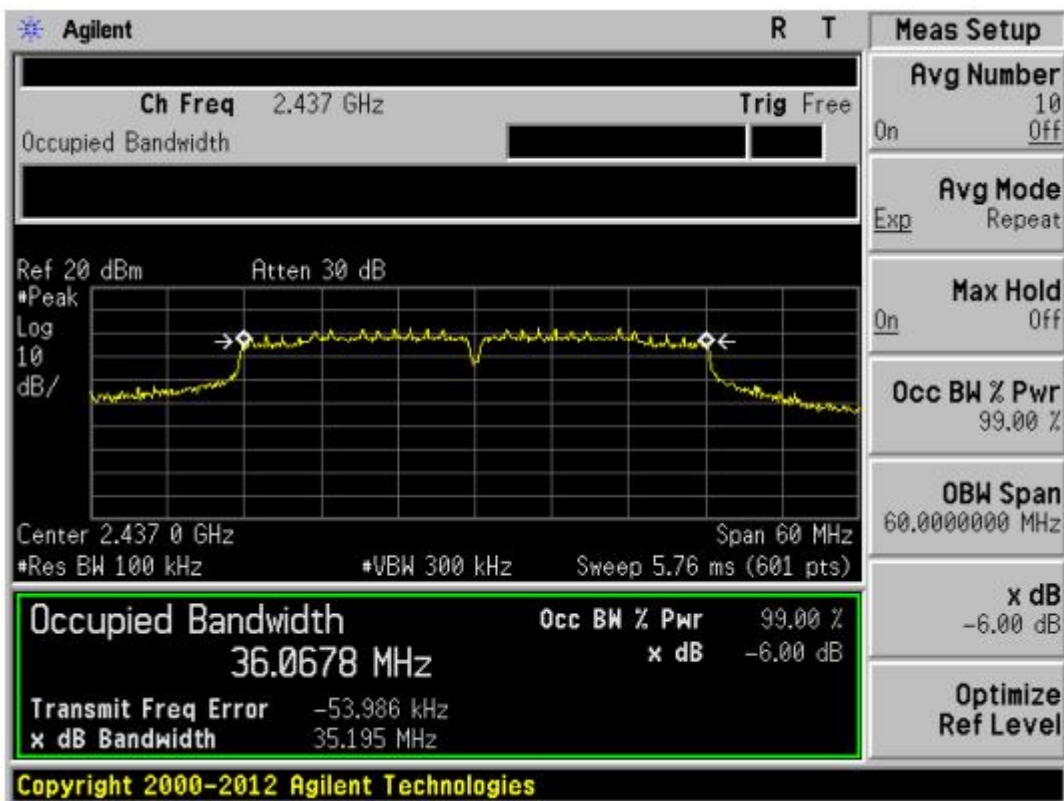 Agilent R T
Ch Freq 2.437 GHz Trig Free
Occupied Bandwidth
Ref 20 dBm Atten 30 dB
#Peak
Log
10
dB/
Center 2.437 0 GHz Span 60 MHz
#Res BW 100 kHz #VBW 300 kHz Sweep 5.76 ms (601 pts)
Occupied Bandwidth Occ BW % Pwr 99.00 %
36.0678 MHz x dB -6.00 dB
Transmit Freq Error -53.986 kHz
x dB Bandwidth 35.195 MHz
Copyright 2000-2012 Agilent Technologies
Meas Setup
Avg Number
10
On Off
Avg Mode
Exp Repeat
Max Hold
On Off
Occ BW % Pwr
99.00 %
OBW Span
60.0000000 MHz
x dB
-6.00 dB
Optimize
Ref Level